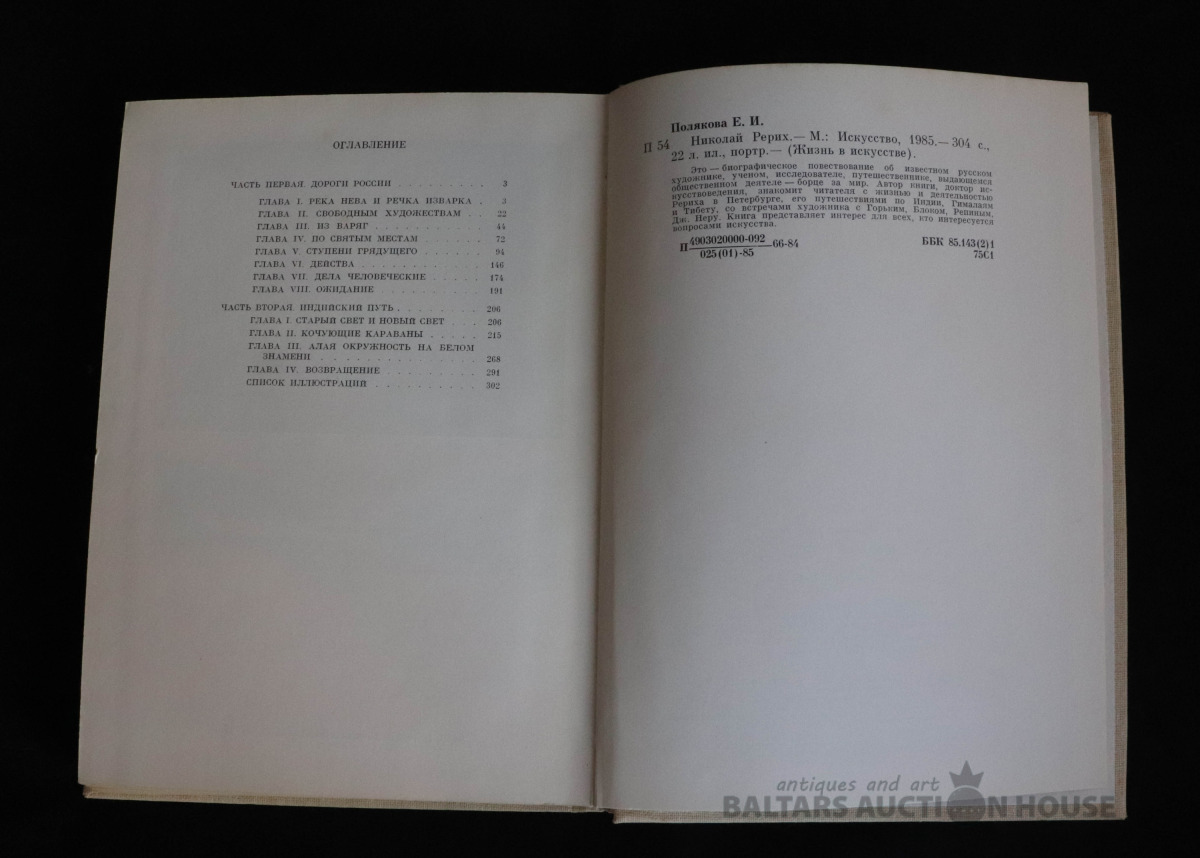 ОГЛАВЛЕНИЕ
ЧАСТЬ ПЕРВАЯ. ДОРОГИ РОССИИ . . . . . . . . . 3
ГЛАВА I. РЕКА НЕВА И РЕЧКА ИЗВАРКА . 3
ГЛАВА II. СВОБОДНЫМ ХУДОЖЕСТВАМ . . 22
ГЛАВА III. ИЗ ВАРЯГ . . . . . . . . . . 44
ГЛАВА IV. ПО СВЯТЫМ МЕСТАМ . . . . . . 72
ГЛАВА V. СТУПЕНИ ГРЯДУЩЕГО . . . . . . 94
ГЛАВА VI. ДЕЙСТВА . . . . . . . . . . . 146
ГЛАВА VII. ДЕЛА ЧЕЛОВЕЧЕСКИЕ . . . . . 174
ГЛАВА VIII. ОЖИДАНИЕ . . . . . . . . . 191
ЧАСТЬ ВТОРАЯ. ИНДИЙСКИЙ ПУТЬ . . . . . . . . 206
ГЛАВА I. СТАРЫЙ СВЕТ И НОВЫЙ СВЕТ . . . 206
ГЛАВА II. КОЧУЮЩИЕ КАРАВАНЫ . . . . . 215
ГЛАВА III. АЛАЯ ОКРУЖНОСТЬ НА БЕЛОМ
ЗНАМЕНИ . . . . . . . . . . . . . 268
ГЛАВА IV. ВОЗВРАЩЕНИЕ . . . . . . . . 291
СПИСОК ИЛЛЮСТРАЦИЙ . . . . . . . . . 302
Полякова Е. И.
П 54 Николай Рерих.— М.: Искусство, 1985.— 304 с.,
22 л. ил., портр.— (Жизнь в искусстве).
Это — биографическое повествование об известном русском
художнике, ученом, исследователе, путешественнике, выдающемся
общественном деятеле — борце за мир. Автор книги, доктор ис-
кусствоведения, знакомит читателя с жизнью и деятельностью
Рериха в Петербурге, его путешествиями по Индии, Гималаям
и Тибету, со встречами художника с Горьким, Блоком, Репиным,
Дж. Неру. Книга представляет интерес для всех, кто интересуется
вопросами искусства.
П 4903020000-092 66-84
025(01)-85
ББК 85.143(2)1
75С1
antiques and art
BALTARS AUCTION HOUSE